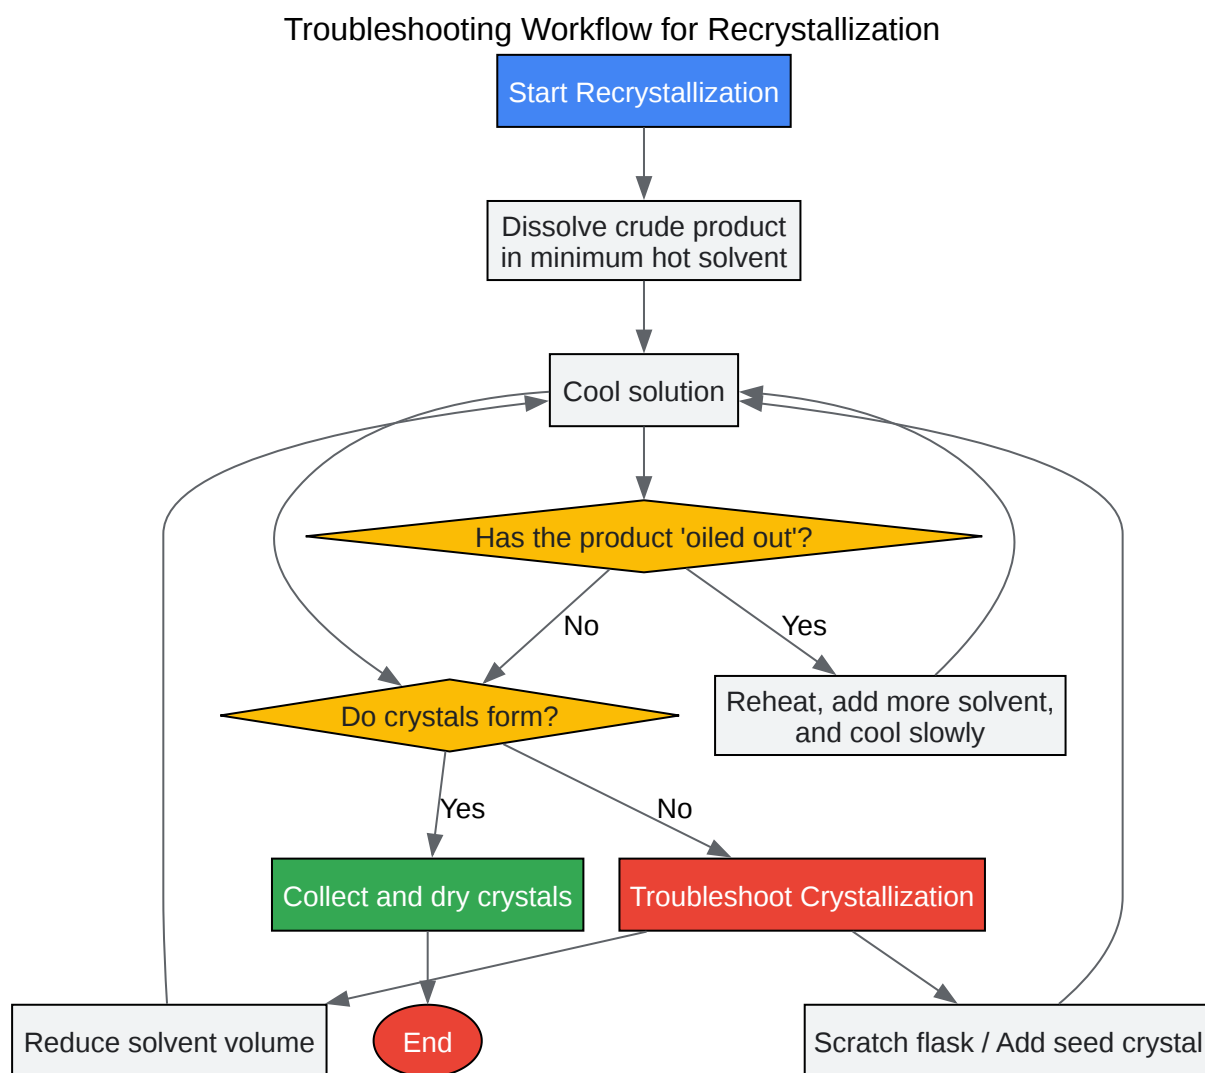 Troubleshooting Workflow for Recrystallization
Start Recrystallization
Dissolve crude product
in minimum hot solvent
Cool solution
Has the product 'oiled out'?
No
Yes
Do crystals form?
Reheat, add more solvent,
and cool slowly
Yes
No
Collect and dry crystals
Troubleshoot Crystallization
Reduce solvent volume
End
Scratch flask / Add seed crystal